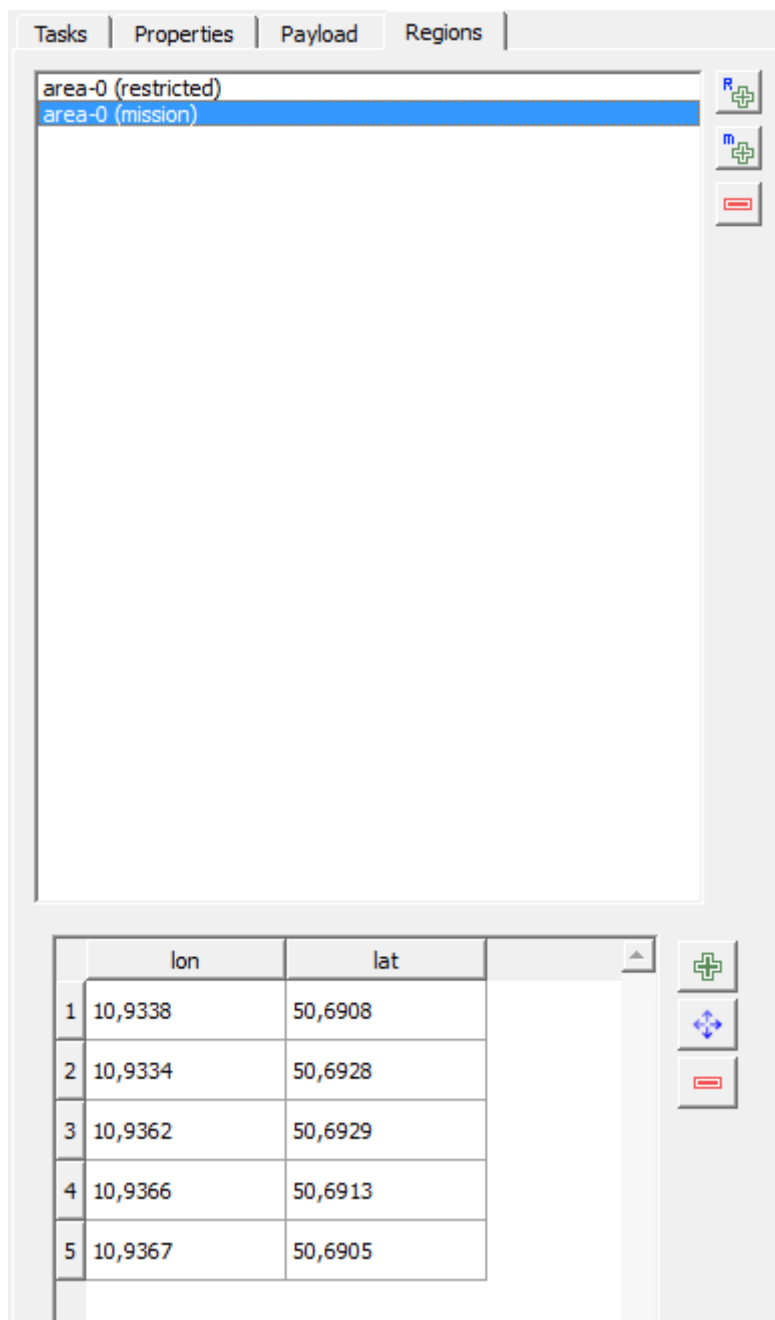 Tasks Properties Payload Regions
area-0 (restricted)
R
area-0 (mission)
m
lon lat
1 10,9338 50,6908
2 10,9334 50,6928
3 10,9362 50,6929
4 10,9366 50,6913
5 10,9367 50,6905